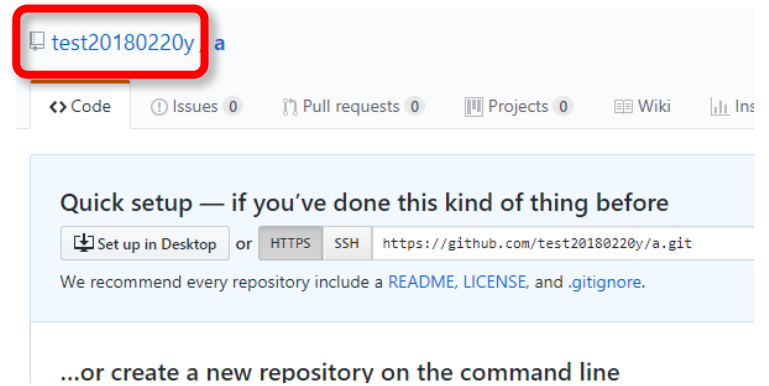 test20180220y / a
Code Issues 0 Pull requests 0 Projects 0 Wiki Ins
Quick setup — if you’ve done this kind of thing before
Set up in Desktop or HTTPS SSH https://github.com/test20180220y/a.git
We recommend every repository include a README, LICENSE, and .gitignore.
…or create a new repository on the command line